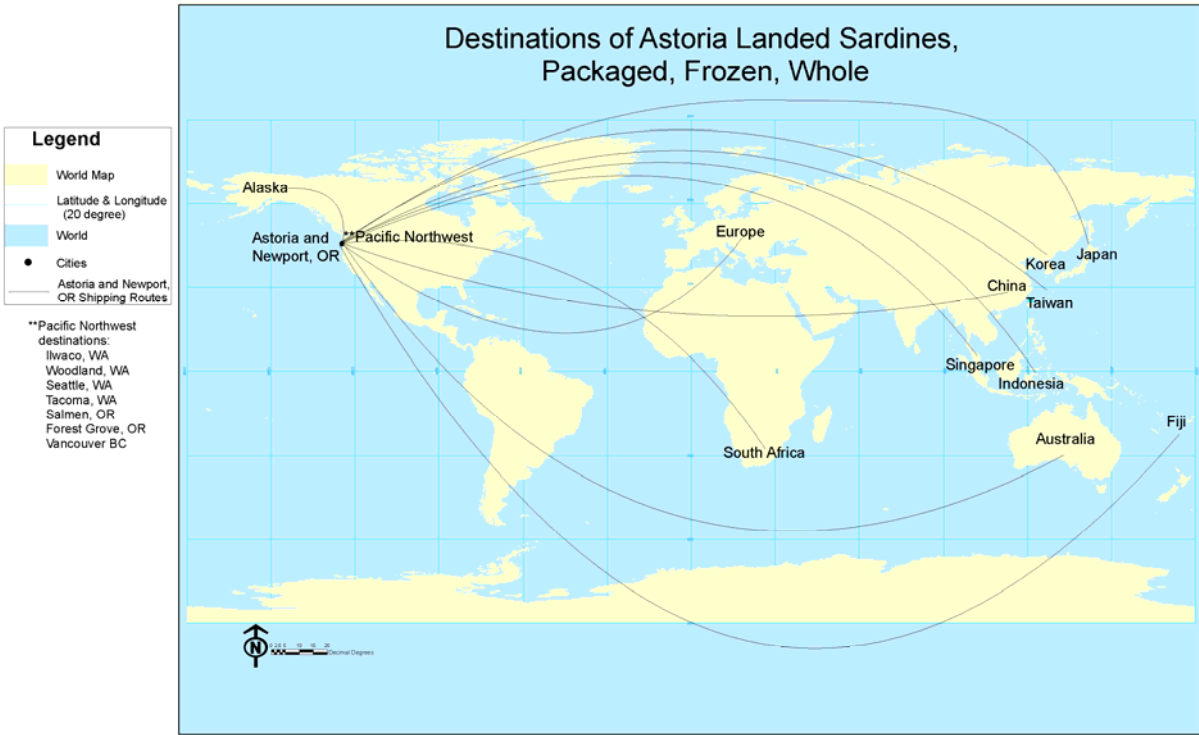 Destinations of Astoria Landed Sardines,
Packaged, Frozen, Whole
Legend
World Map
Latitude & Longitude
(20 degree)
World
Cities
Astoria and Newport,
OR Shipping Routes
**Pacific Northwest
destinations:
Ilwaco, WA
Woodland, WA
Seattle, WA
Tacoma, WA
Salmen, OR
Forest Grove, OR
Vancouver BC
Alaska
Astoria and
Newport, OR
**Pacific Northwest
Europe
Japan
Korea
China
Taiwan
Singapore
Indonesia
Fiji
Australia
South Africa
N
Decimal Degrees